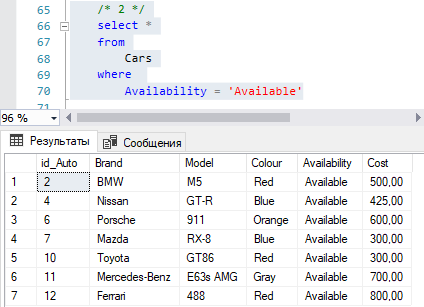 65 /* 2 */
66 select *
67 from
68 Cars
69 where
70 Availability = 'Available'
71
96 %
Результаты Сообщения
id_Auto Brand Model Colour Availability Cost
1 2 BMW M5 Red Available 500,00
2 4 Nissan GT-R Blue Available 425,00
3 6 Porsche 911 Orange Available 600,00
4 7 Mazda RX-8 Blue Available 300,00
5 10 Toyota GT86 Red Available 300,00
6 11 Mercedes-Benz E63s AMG Gray Available 700,00
7 12 Ferrari 488 Red Available 800,00